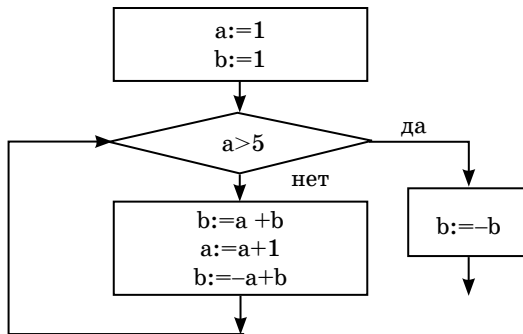 a:=1
b:=1
a>5
да
нет
b:=a +b
a:=a+1
b:=–a+b
b:=–b